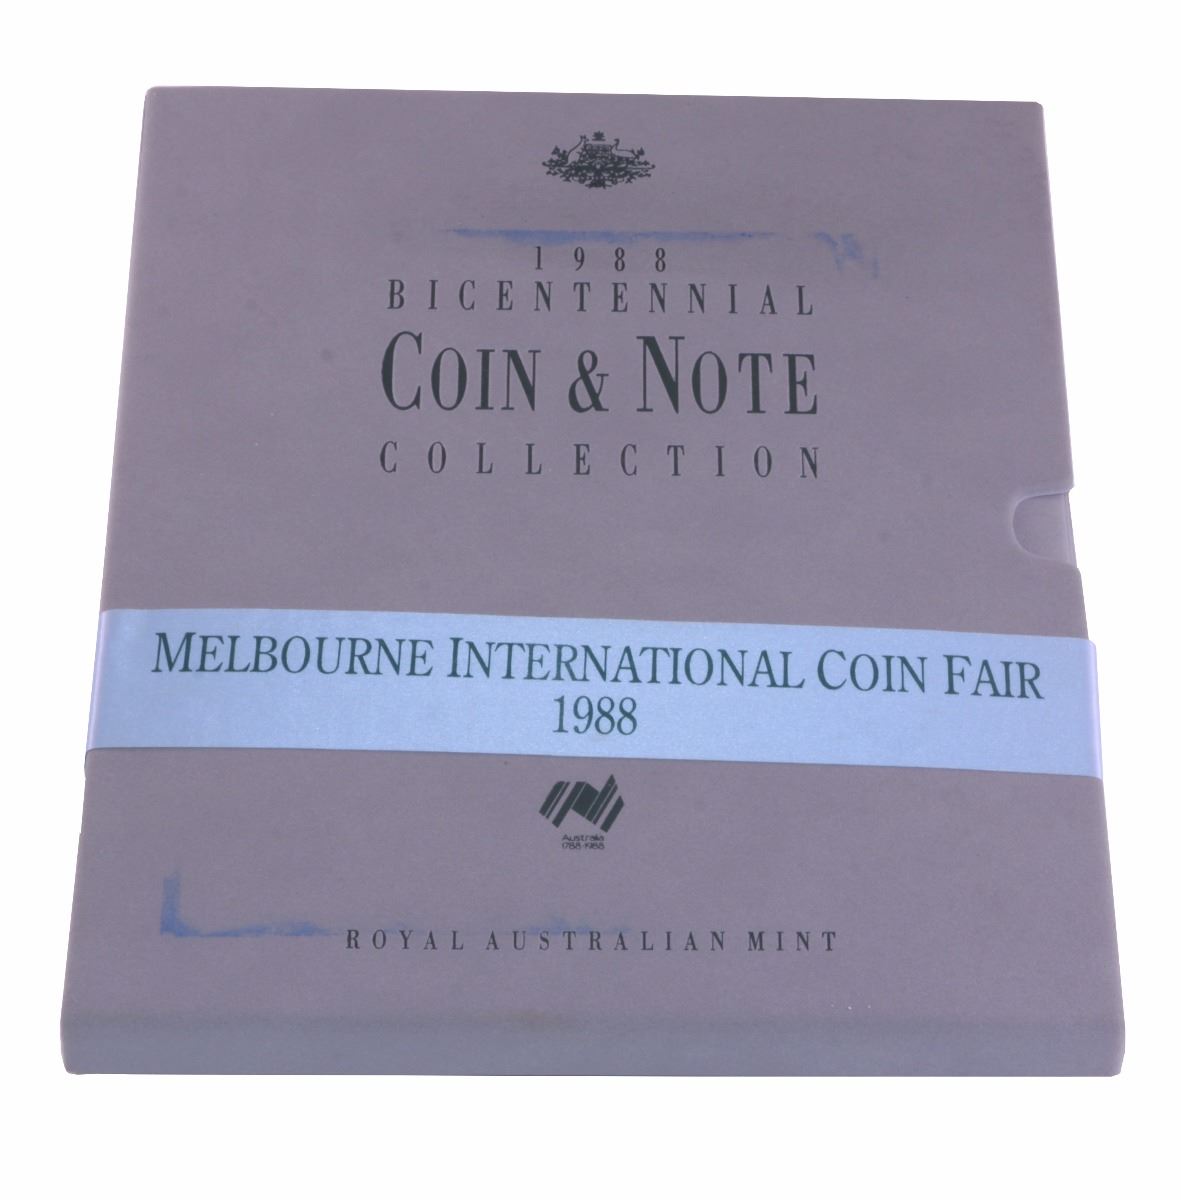 1988
BICENTENNIAL
COIN & NOTE
COLLECTION
MELBOURNE INTERNATIONAL COIN FAIR
1988
Australia
1788-1988
ROYAL AUSTRALIAN MINT